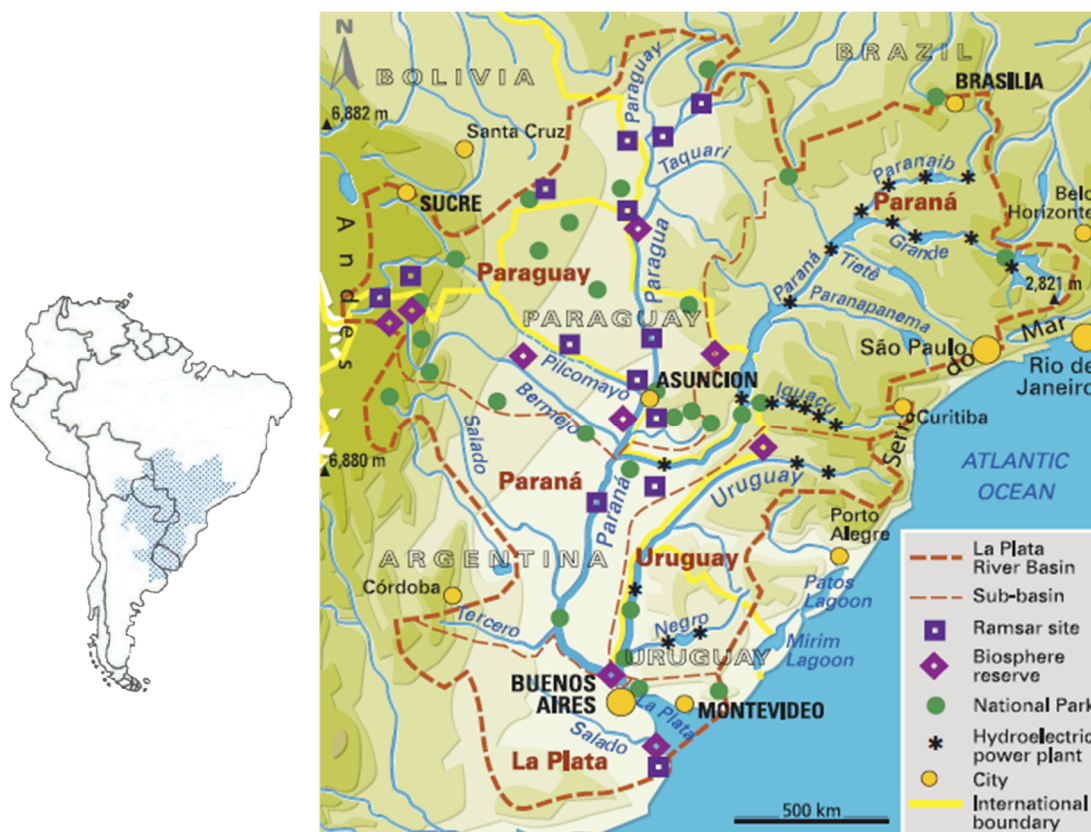 N
BOLIVIA
BRAZIL
BRASILIA
6,882 m
Santa Cruz
Paraguay
Taquari
SUCRE
Paranaib
Paraná
Belo
Horizonte
Andes
Paraguay
Paragua
Grande
Paraná
Tietê
2,821 m
Paranapanema
PARAGUAY
São Paulo
Serr
do
Mar
Rio de
Janeiro
Pilcomayo
ASUNCION
Iguaçu
Curitiba
Bermejo
Salado
6,880 m
ATLANTIC
OCEAN
Paraná
Paraná
Uruguay
Porto
Alegre
ARGENTINA
Uruguay
Patos
Lagoon
Córdoba
Tercero
Negro
Mirim
Lagoon
URUGUAY
BUENOS
AIRES
La Plata
MONTEVIDEO
Salado
La Plata
500 km
La Plata
River Basin
Sub-basin
Ramsar site
Biosphere
reserve
National Park
Hydroelectric
power plant
City
International
boundary